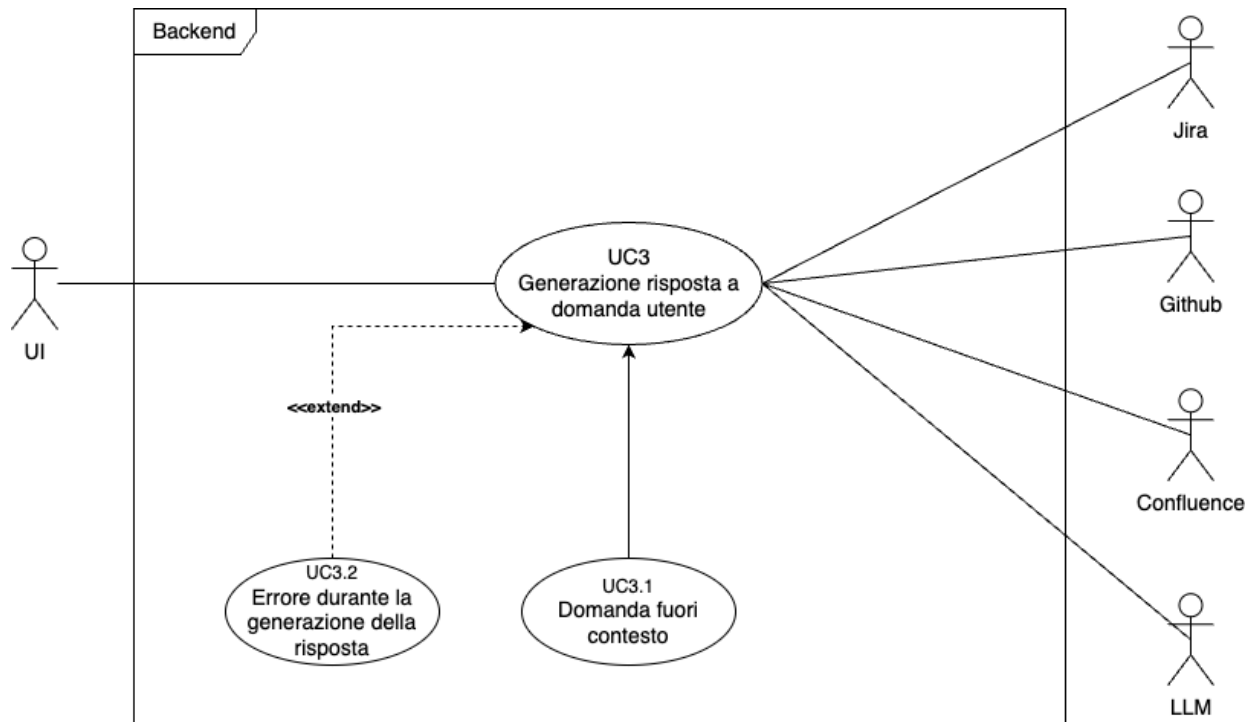 Backend
Jira
UC3
Generazione risposta a
domanda utente
Github
UI
<<extend>>
Confluence
UC3.2
Errore durante la
generazione della
risposta
UC3.1
Domanda fuori
contesto
LLM